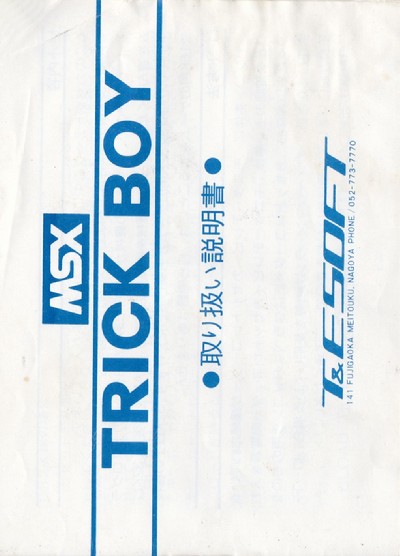 MSX
TRICK BOY
●取り扱い説明書●
T&ESOFT
141 FUJIGAOKA MEITOUKU, NAGOYA PHONE/052-773-7770